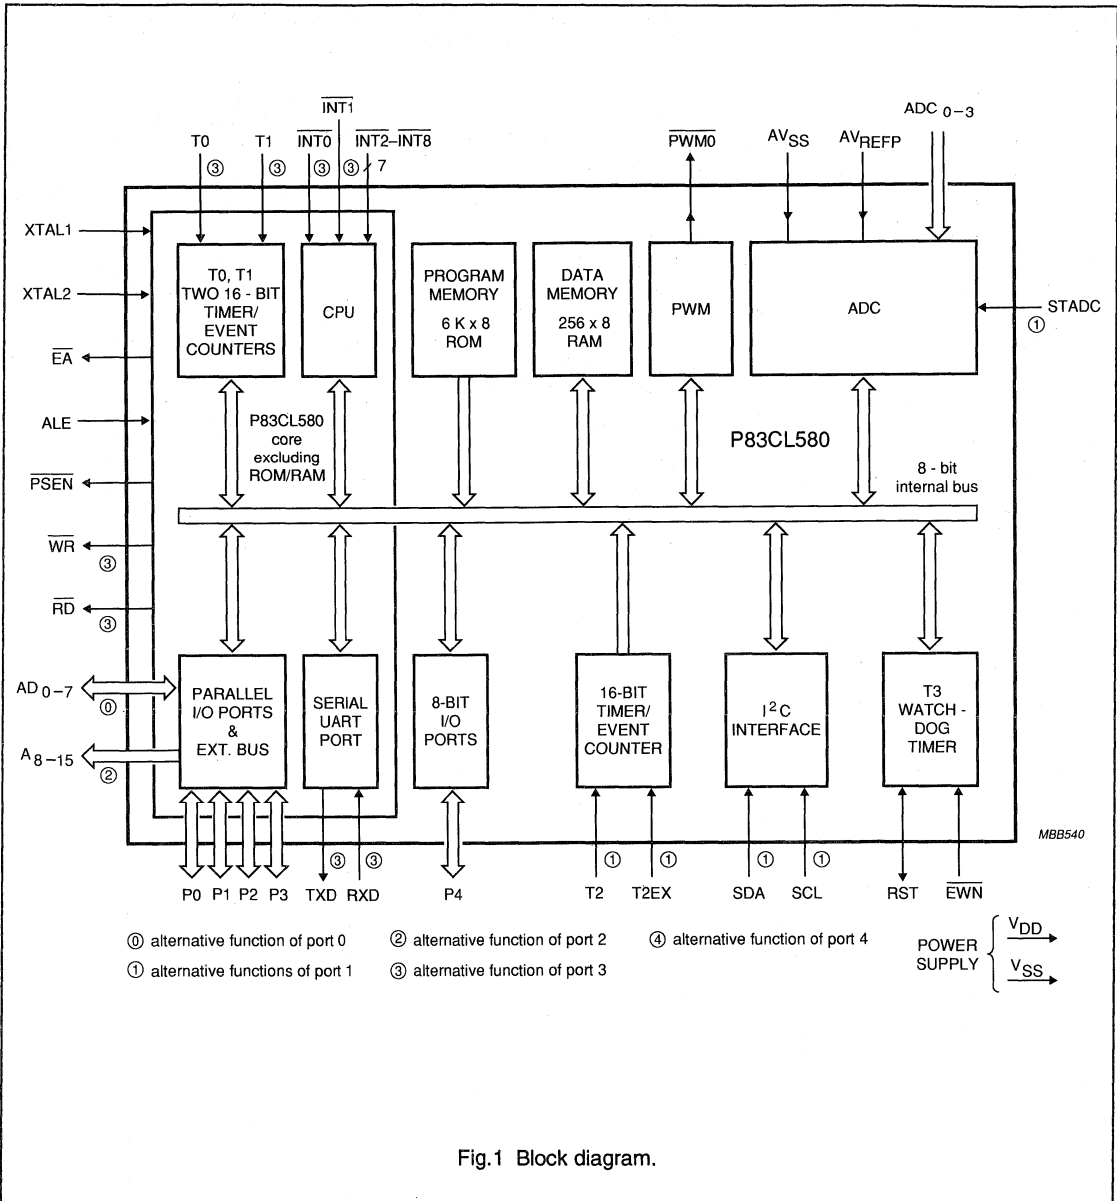 INT1
ADC 0–3
T0
T1
INT0
INT2–INT8
PWM0
AVSS
AVREFP
③
③
③
③
7
XTAL1
XTAL2
EA
ALE
PSEN
WR
③
RD
③
AD 0–7
⓪
A 8–15
②
T0, T1
TWO 16 - BIT
TIMER/
EVENT
COUNTERS
CPU
PROGRAM
MEMORY
6 K x 8
ROM
DATA
MEMORY
256 x 8
RAM
PWM
ADC
STADC
①
P83CL580
core
excluding
ROM/RAM
P83CL580
8 - bit
internal bus
PARALLEL
I/O PORTS
&
EXT. BUS
SERIAL
UART
PORT
8-BIT
I/O
PORTS
16-BIT
TIMER/
EVENT
COUNTER
I2C
INTERFACE
T3
WATCH -
DOG
TIMER
MBB540
③
③
①
①
①
①
P0
P1
P2
P3
TXD
RXD
P4
T2
T2EX
SDA
SCL
RST
EWN
⓪ alternative function of port 0
② alternative function of port 2
④ alternative function of port 4
① alternative functions of port 1
③ alternative function of port 3
POWER
SUPPLY
VDD
VSS
Fig.1 Block diagram.